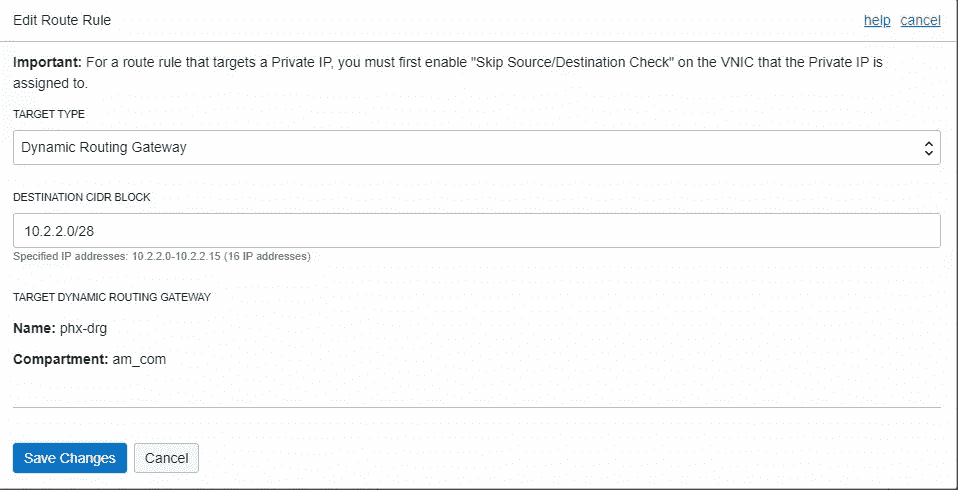 Edit Route Rule
help cancel
Important: For a route rule that targets a Private IP, you must first enable "Skip Source/Destination Check" on the VNIC that the Private IP is
assigned to.
TARGET TYPE
Dynamic Routing Gateway
DESTINATION CIDR BLOCK
10.2.2.0/28
Specified IP addresses: 10.2.2.0-10.2.2.15 (16 IP addresses)
TARGET DYNAMIC ROUTING GATEWAY
Name: phx-drg
Compartment: am_com
Save Changes Cancel